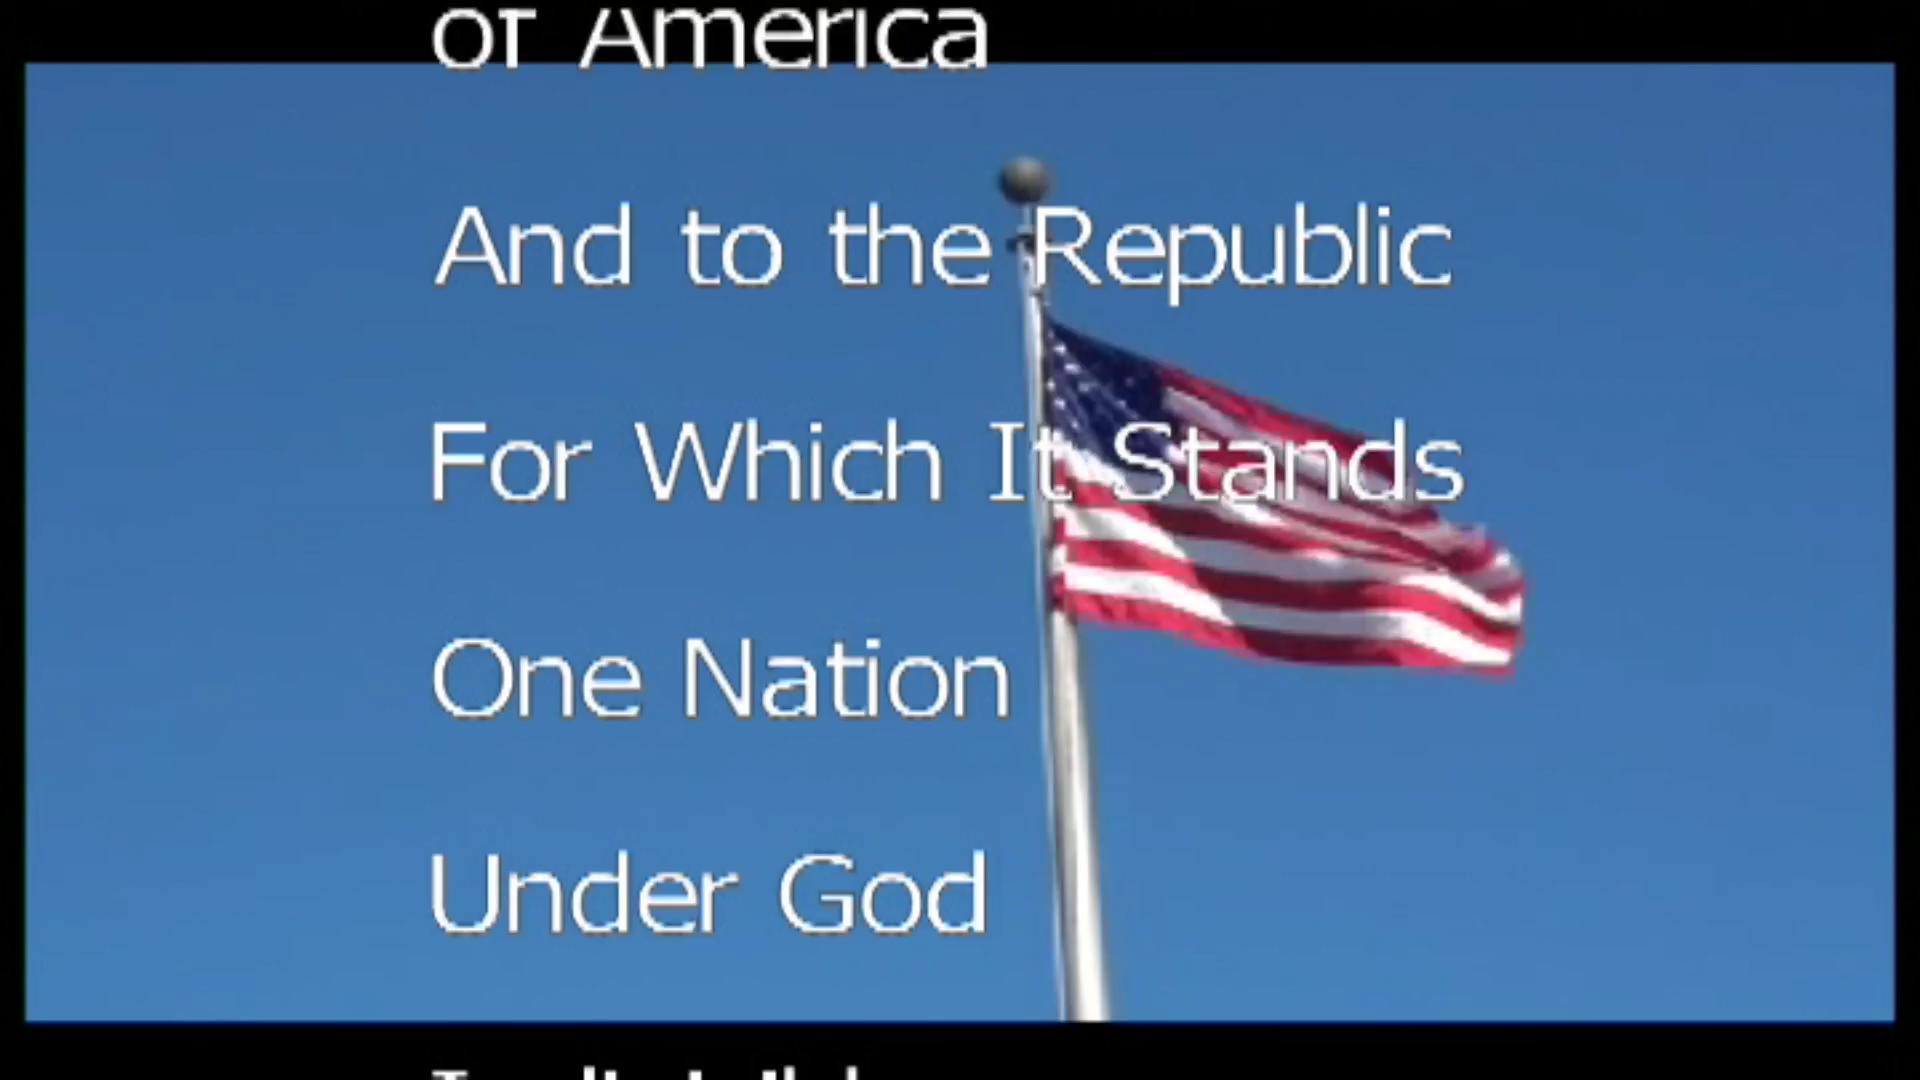 of America
And to the Republic
For Which It Stands
One Nation
Under God